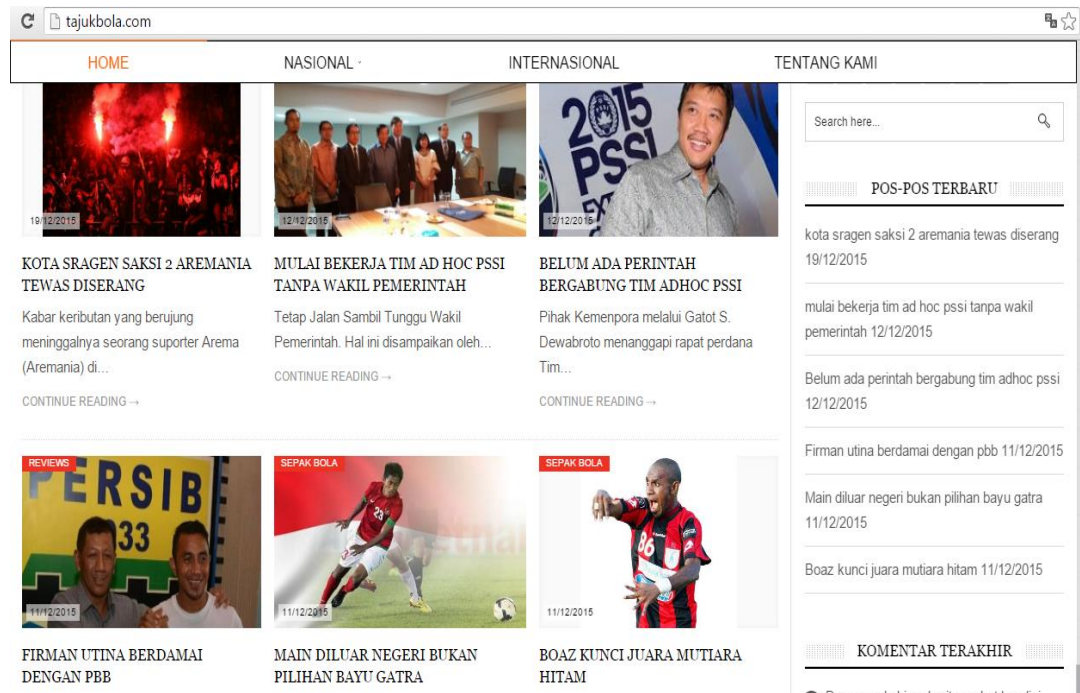 tajukbola.com
HOME
NASIONAL
INTERNASIONAL
TENTANG KAMI
19/12/2015
KOTA SRAGEN SAKSI 2 AREMANIA
TEWAS DISERANG
Kabar keributan yang berujung
meninggalnya seorang suporter Arema
(Aremania) di...
CONTINUE READING →
12/12/2015
MULAI BEKERJA TIM AD HOC PSSI
TANPA WAKIL PEMERINTAH
Tetap Jalan Sambil Tunggu Wakil
Pemerintah. Hal ini disampaikan oleh...
CONTINUE READING →
2015
PSSI
12/12/2015
BELUM ADA PERINTAH
BERGABUNG TIM ADHOC PSSI
Pihak Kemenpora melalui Gatot S.
Dewabroto menanggapi rapat perdana
Tim...
CONTINUE READING →
REVIEWS
PERSIB
33
11/12/2015
FIRMAN UTINA BERDAMAI
DENGAN PBB
SEPAK BOLA
23
11/12/2015
MAIN DILUAR NEGERI BUKAN
PILIHAN BAYU GATRA
SEPAK BOLA
86
11/12/2015
BOAZ KUNCI JUARA MUTIARA
HITAM
Search here...
POS-POS TERBARU
kota sragen saksi 2 aremania tewas diserang
19/12/2015
mulai bekerja tim ad hoc pssi tanpa wakil
pemerintah 12/12/2015
Belum ada perintah bergabung tim adhoc pssi
12/12/2015
Firman utina berdamai dengan pbb 11/12/2015
Main diluar negeri bukan pilihan bayu gatra
11/12/2015
Boaz kunci juara mutiara hitam 11/12/2015
KOMENTAR TERAKHIR